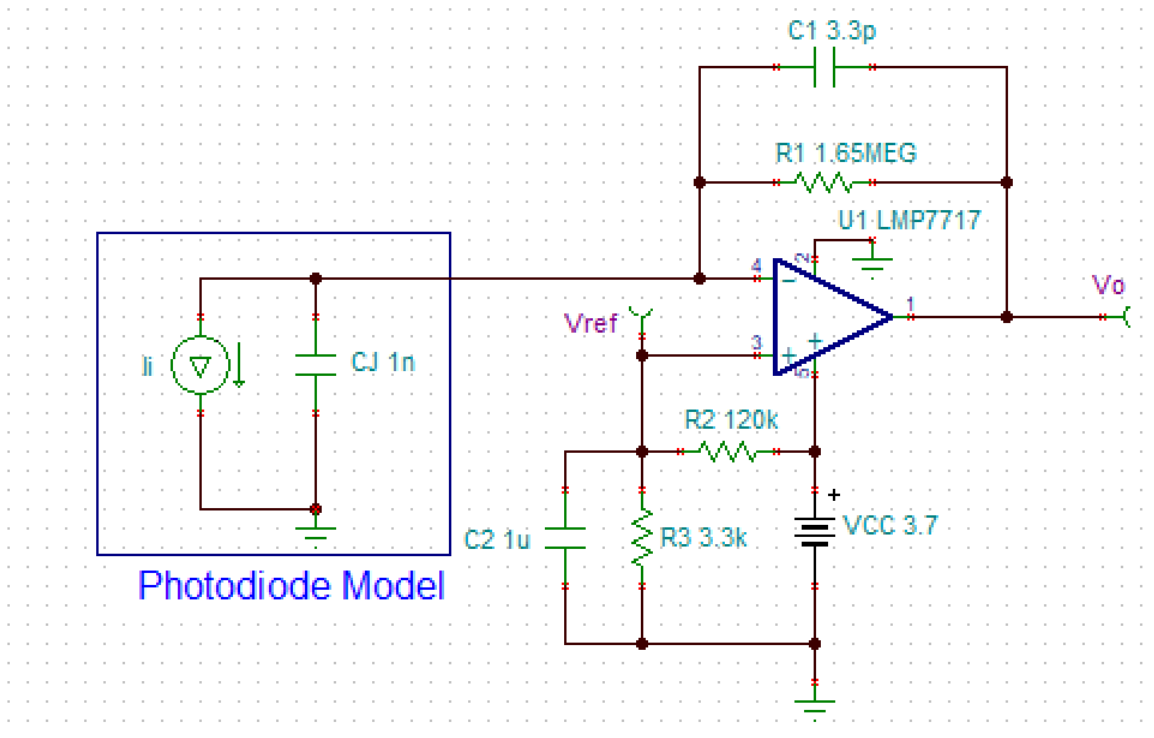 C1 3.3p
R1 1.65MEG
U1 LMP7717
2
4
−
Vo
1
Vref
3
+
+
5
Ii
CJ 1n
R2 120k
+
C2 1u
R3 3.3k
VCC 3.7
Photodiode Model